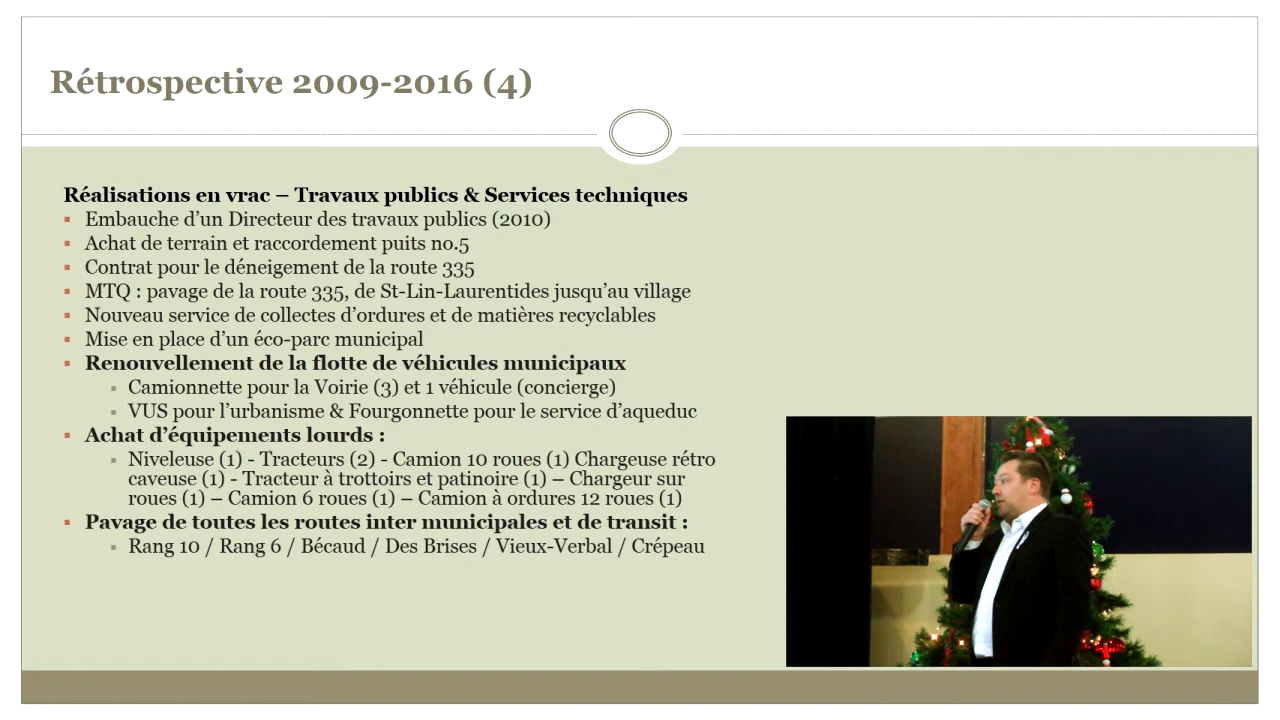 Rétrospective 2009-2016 (4)
Réalisations en vrac – Travaux publics & Services techniques
Embauche d’un Directeur des travaux publics (2010)
Achat de terrain et raccordement puits no.5
Contrat pour le déneigement de la route 335
MTQ : pavage de la route 335, de St-Lin-Laurentides jusqu’au village
Nouveau service de collectes d’ordures et de matières recyclables
Mise en place d’un éco-parc municipal
Renouvellement de la flotte de véhicules municipaux
Camionnette pour la Voirie (3) et 1 véhicule (concierge)
VUS pour l’urbanisme & Fourgonnette pour le service d’aqueduc
Achat d’équipements lourds :
Niveleuse (1) - Tracteurs (2) - Camion 10 roues (1) Chargeuse rétro
caveuse (1) - Tracteur à trottoirs et patinoire (1) – Chargeur sur
roues (1) – Camion 6 roues (1) – Camion à ordures 12 roues (1)
Pavage de toutes les routes inter municipales et de transit :
Rang 10 / Rang 6 / Bécaud / Des Brises / Vieux-Verbal / Crépeau